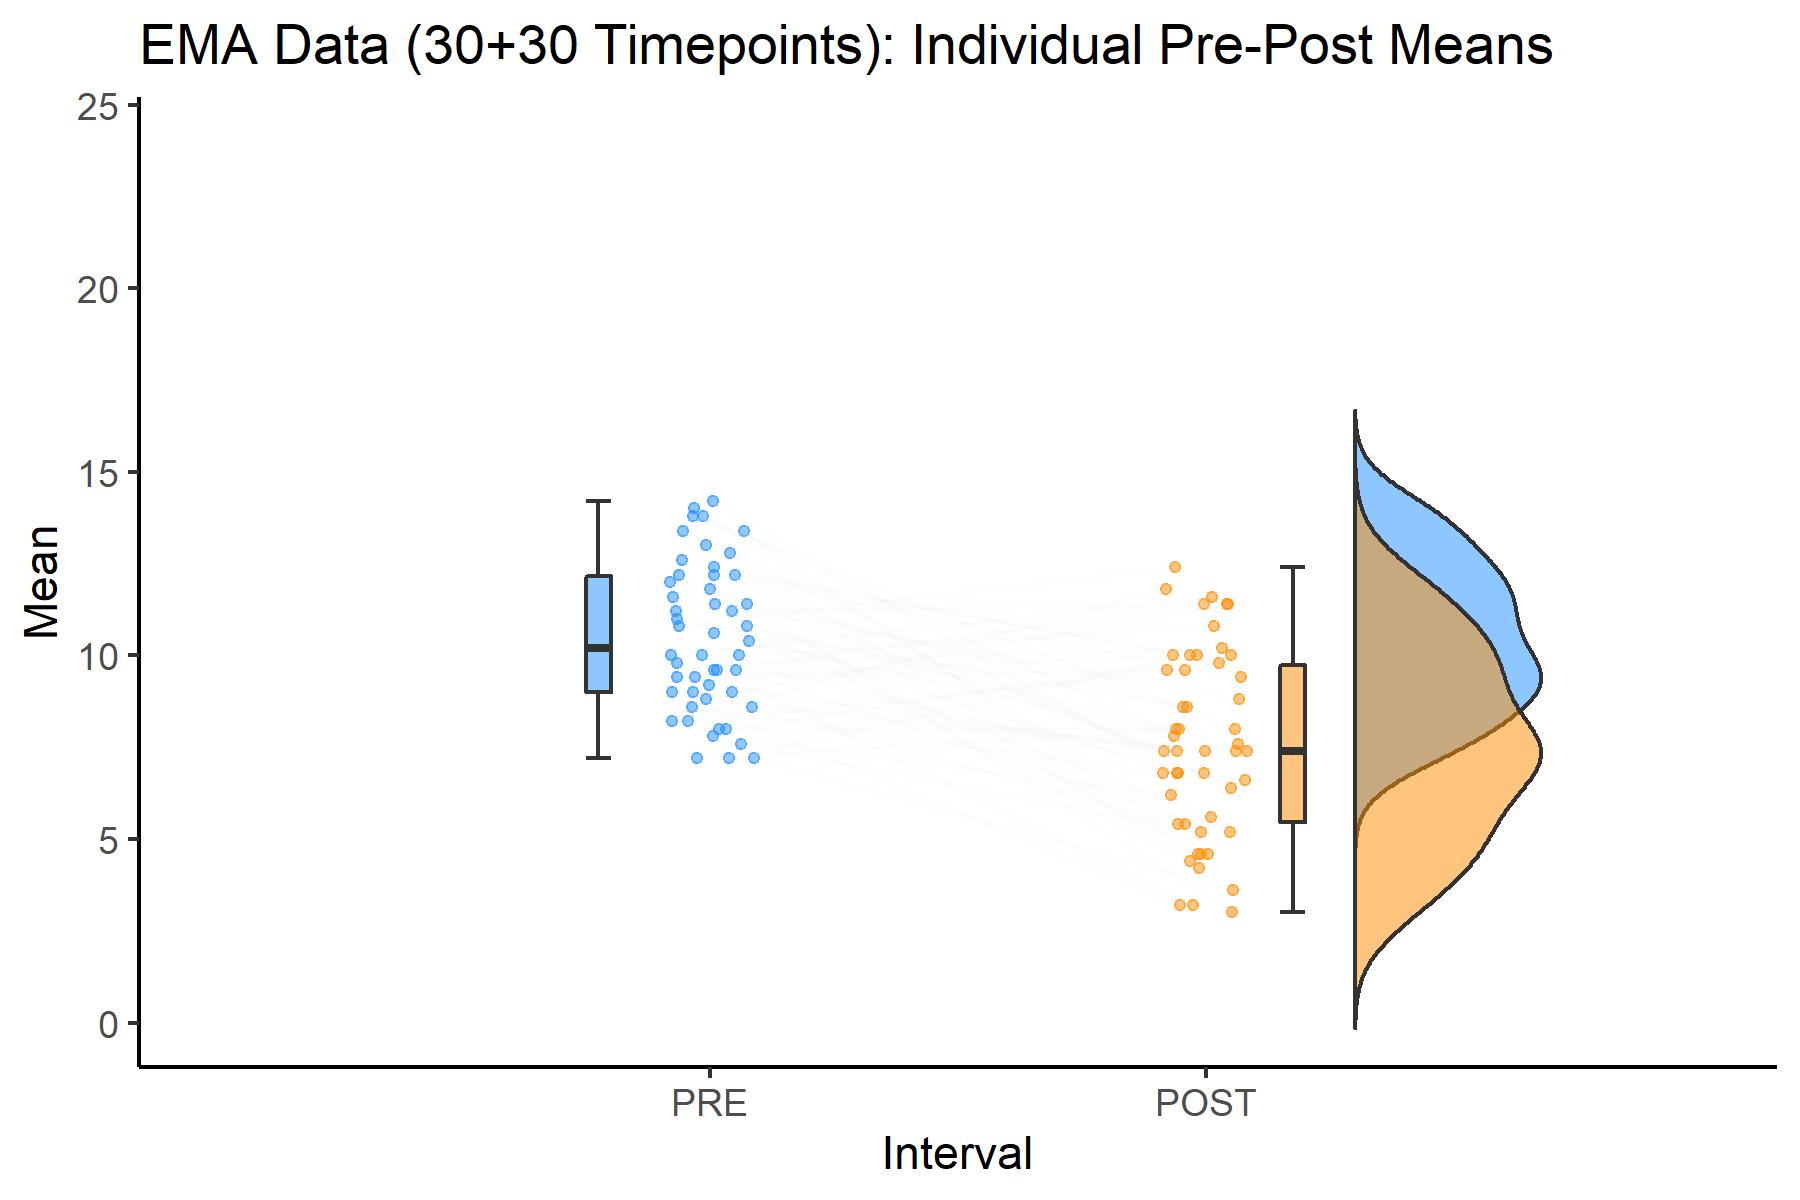 EMA Data (30+30 Timepoints): Individual Pre-Post Means
25
20
15
10
5
0
Mean
PRE
POST
Interval